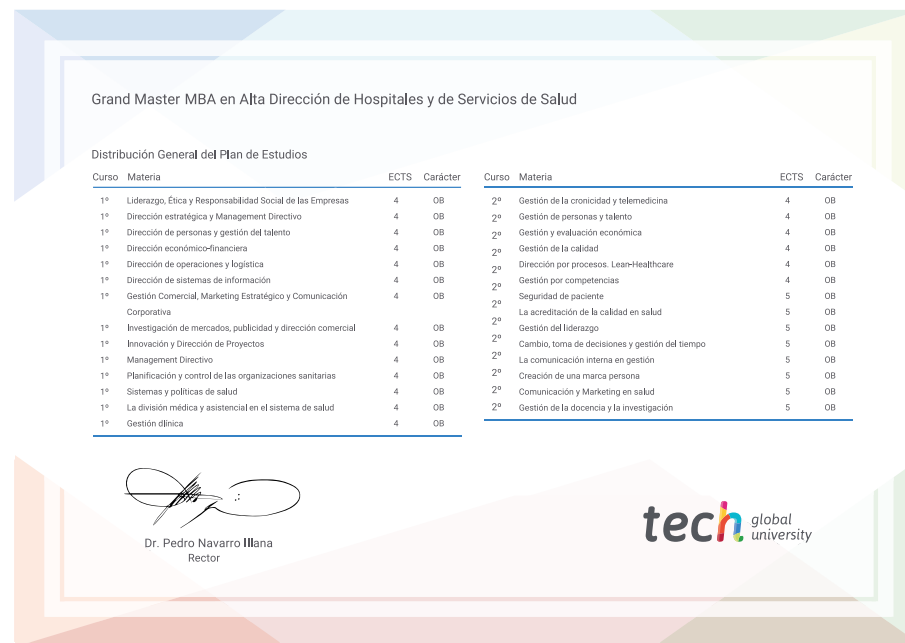 Grand Master MBA en Alta Dirección de Hospitales y de Servicios de Salud
Distribución General del Plan de Estudios
Curso Materia ECTS Carácter
1º Liderazgo, Ética y Responsabilidad Social de las Empresas 4 OB
1º Dirección estratégica y Management Directivo 4 OB
1º Dirección de personas y gestión del talento 4 OB
1º Dirección económico-financiera 4 OB
1º Dirección de operaciones y logística 4 OB
1º Dirección de sistemas de información 4 OB
1º Gestión Comercial, Marketing Estratégico y Comunicación 4 OB
Corporativa
1º Investigación de mercados, publicidad y dirección comercial 4 OB
1º Innovación y Dirección de Proyectos 4 OB
1º Management Directivo 4 OB
1º Planificación y control de las organizaciones sanitarias 4 OB
1º Sistemas y políticas de salud 4 OB
1º La división médica y asistencial en el sistema de salud 4 OB
1º Gestión clínica 4 OB
Curso Materia ECTS Carácter
2º Gestión de la cronicidad y telemedicina 4 OB
2º Gestión de personas y talento 4 OB
2º Gestión y evaluación económica 4 OB
2º Gestión de la calidad 4 OB
2º Dirección por procesos. Lean-Healthcare 4 OB
2º Gestión por competencias 4 OB
2º Seguridad de paciente 5 OB
2º La acreditación de la calidad en salud 5 OB
2º Gestión del liderazgo 5 OB
2º Cambio, toma de decisiones y gestión del tiempo 5 OB
2º La comunicación interna en gestión 5 OB
2º Creación de una marca persona 5 OB
2º Comunicación y Marketing en salud 5 OB
Gestión de la docencia y la investigación 5 OB
Dr. Pedro Navarro Illana
Rector
tech global
university